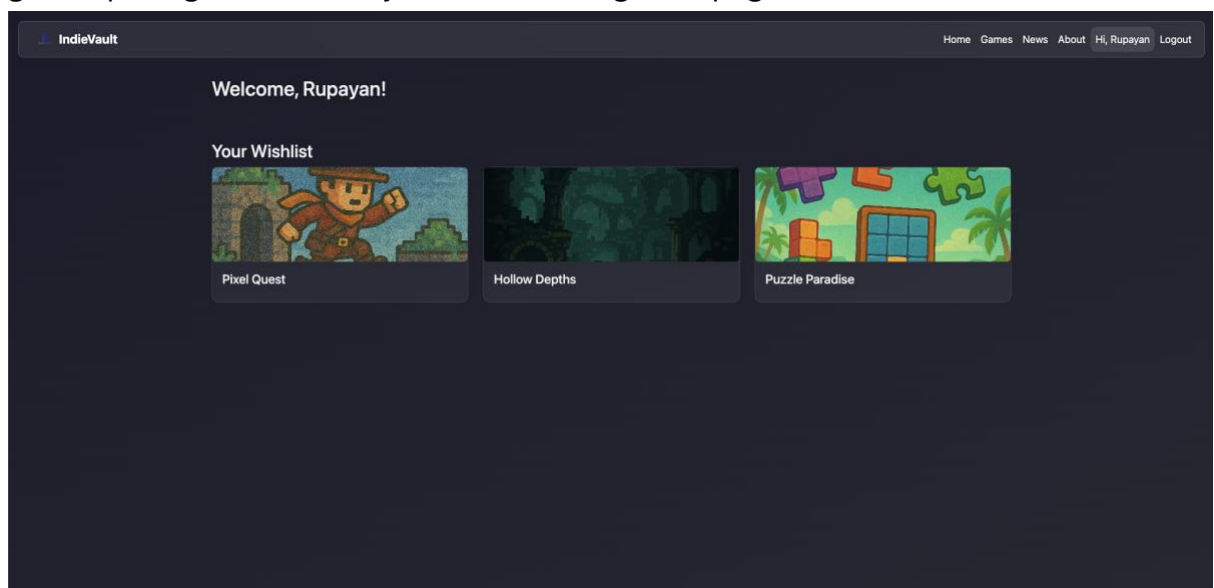 IndieVault
Home Games News About Hi, Rupayan Logout
Welcome, Rupayan!
Your Wishlist
Pixel Quest
Hollow Depths
Puzzle Paradise